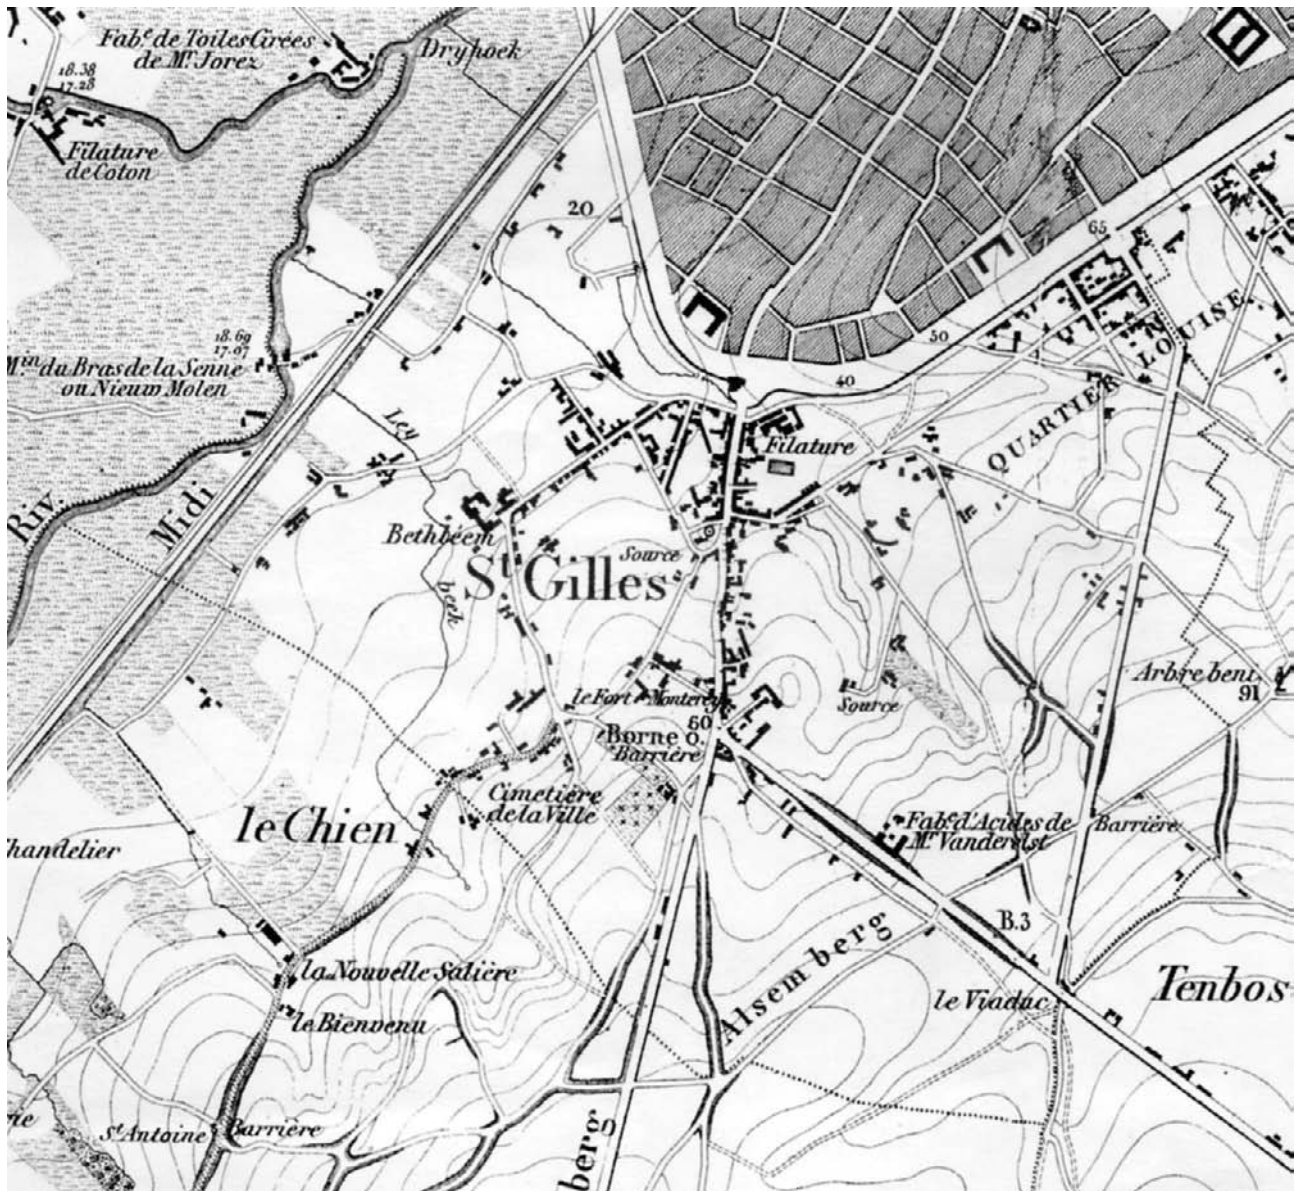 Fabᵉ de Toiles Cirées
de Mʳ Jorez
Dryhoek
18.38
17.28
Filature
de Coton
20
65
18.69
17.07
Mⁱⁿ du Bras de la Senne
ou Nieuw Molen
50
40
QUARTIER LOUISE
Ley
beek
Filature
Riv.
Midi
Bethléem
Source
Sᵗ Gilles
Arbre bent.
91
le Fort Monterey
Source
60
Borne 0.
Barrière
Cimetière
de la Ville
le Chien
Chandelier
Fabᵉ d'Acides de
Mʳ Vanderelst
Barrière
B.3
Alsemberg
la Nouvelle Salière
le Bienvenu
le Viaduc
Tenbos
Sᵗ Antoine
Barrière
berg